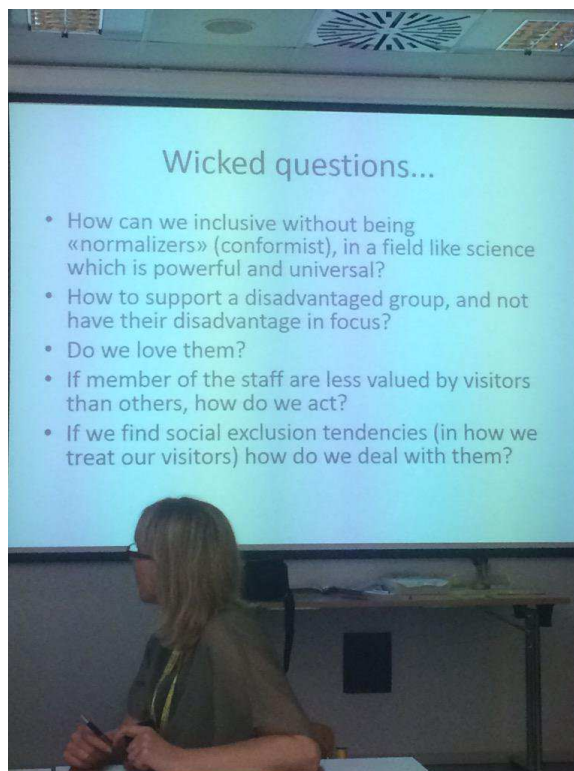 Wicked questions...
• How can we inclusive without being
«normalizers» (conformist), in a field like science
which is powerful and universal?
• How to support a disadvantaged group, and not
have their disadvantage in focus?
• Do we love them?
• If member of the staff are less valued by visitors
than others, how do we act?
• If we find social exclusion tendencies (in how we
treat our visitors) how do we deal with them?